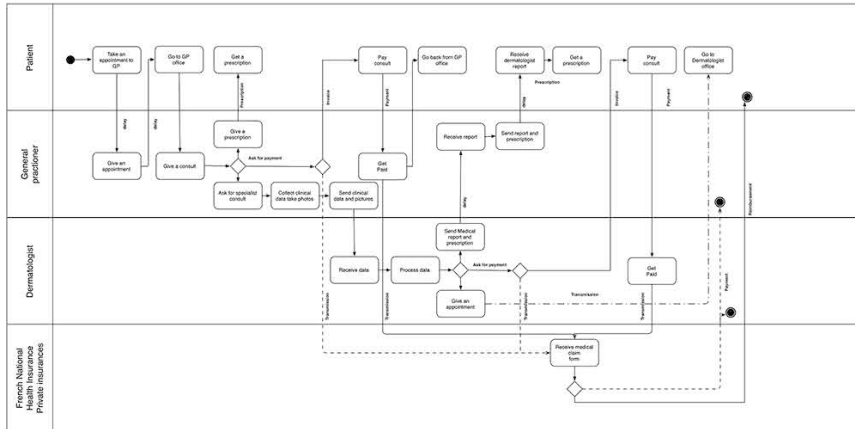 Patient
Take an
appointment to
GP
Go to GP
office
Get a
prescription
Pay
consult
Go back from GP
office
Receive
dermatologist
report
Get a
prescription
Pay
consult
Go to
Dermatologist
office
delay
delay
Prescription
Invoice
Payment
delay
Prescription
Invoice
Payment
General
practioner
Give an
appointment
Give a consult
Give a
prescription
Ask for payment
Ask for specialist
consult
Collect clinical
data take photos
Send clinical
data and pictures
Get
Paid
Receive report
Send report and
prescription
delay
Reimbursement
Dermatologist
Receive data
Process data
Send Medical
report and
prescription
Ask for payment
Give an
appointment
Get
Paid
Transmission
Transmission
Transmission
Transmission
Transmission
Payment
French National
Health Insurance
Private insurances
Receive medical
claim
form